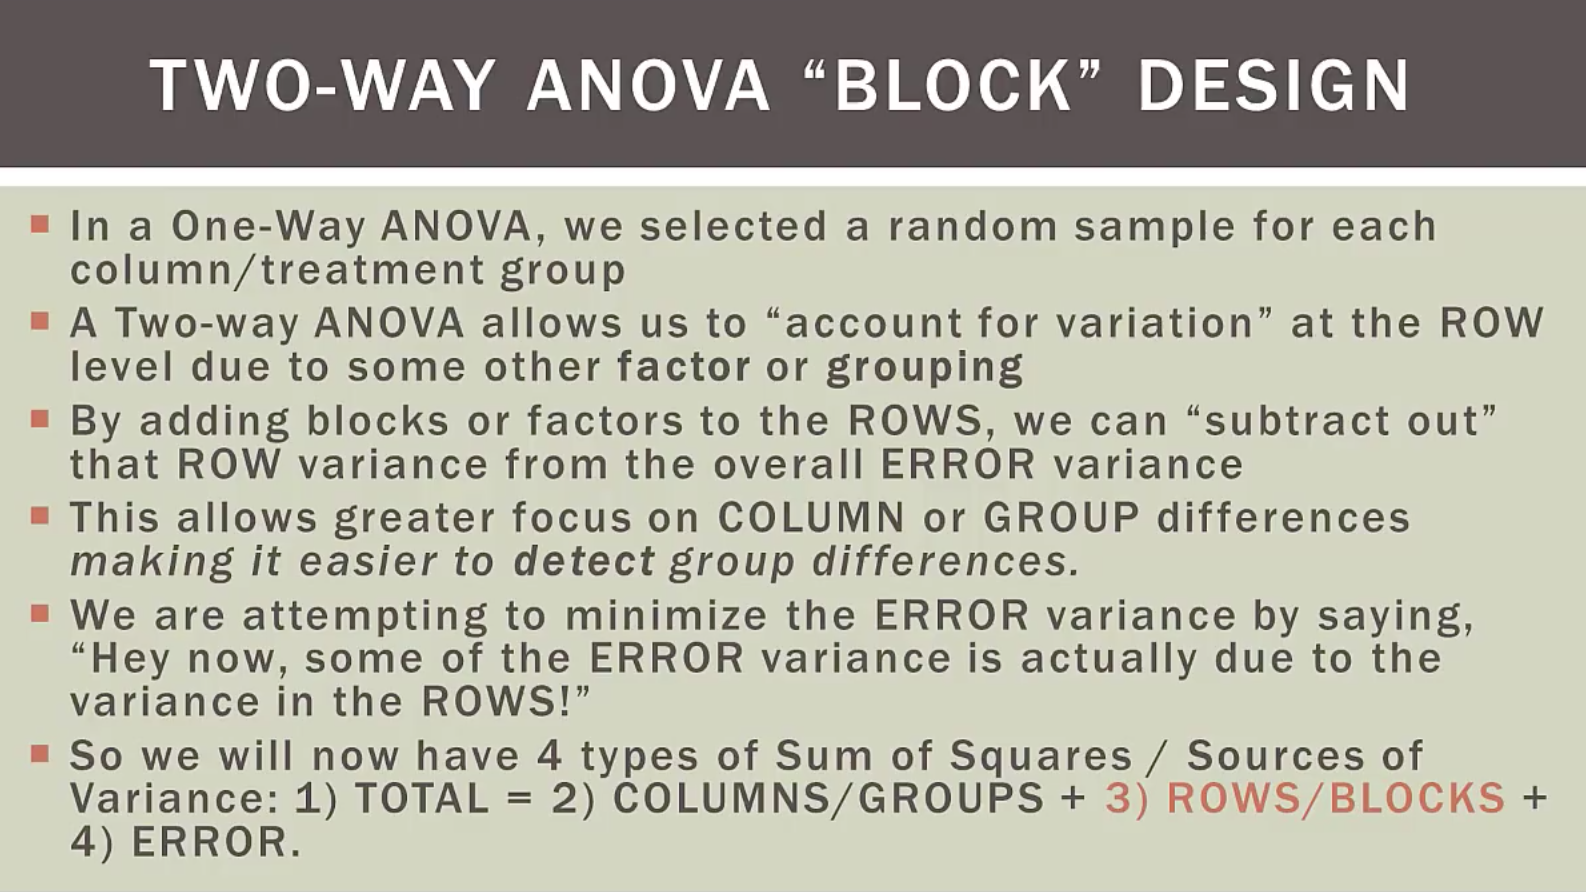 TWO-WAY ANOVA “BLOCK” DESIGN
In a One-Way ANOVA, we selected a random sample for each
column/treatment group
A Two-way ANOVA allows us to “account for variation” at the ROW
level due to some other factor or grouping
By adding blocks or factors to the ROWS, we can “subtract out”
that ROW variance from the overall ERROR variance
This allows greater focus on COLUMN or GROUP differences
making it easier to detect group differences.
We are attempting to minimize the ERROR variance by saying,
“Hey now, some of the ERROR variance is actually due to the
variance in the ROWS!”
So we will now have 4 types of Sum of Squares / Sources of
Variance: 1) TOTAL = 2) COLUMNS/GROUPS + 3) ROWS/BLOCKS +
4) ERROR.